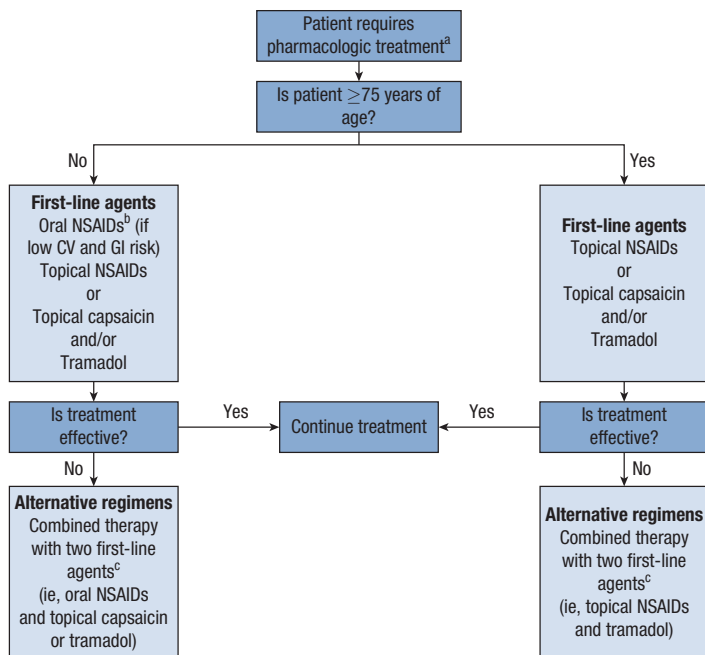 Patient requires
pharmacologic treatmentᵃ
Is patient ≥75 years of
age?
No
Yes
First-line agents
Oral NSAIDsᵇ (if
low CV and GI risk)
Topical NSAIDs
or
Topical capsaicin
and/or
Tramadol
First-line agents
Topical NSAIDs
or
Topical capsaicin
and/or
Tramadol
Is treatment
effective?
Yes
Continue treatment
Yes
Is treatment
effective?
No
No
Alternative regimens
Combined therapy
with two first-line
agentsᶜ
(ie, oral NSAIDs
and topical capsaicin
or tramadol)
Alternative regimens
Combined therapy
with two first-line
agentsᶜ
(ie, topical NSAIDs
and tramadol)